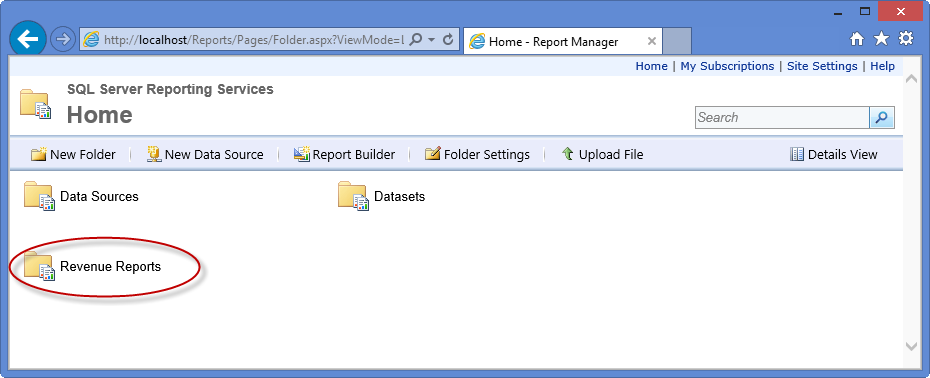 http://localhost/Reports/Pages/Folder.aspx?ViewMode=L
Home - Report Manager
Home | My Subscriptions | Site Settings | Help
SQL Server Reporting Services
Home
Search
New Folder | New Data Source | Report Builder | Folder Settings | Upload File Details View
Data Sources Datasets
Revenue Reports